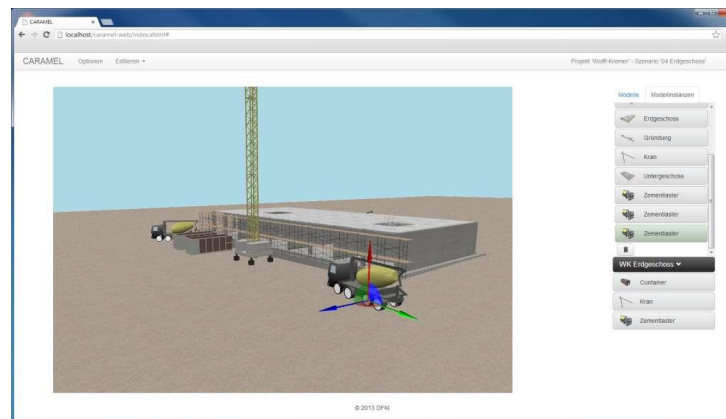 CARAMEL
localhost/caramel-web/index.xhtml#
CARAMEL Optionen Editieren Projekt 'Wolff-Kremer' - Szenario '04 Erdgeschoss'
Modelle Modellinstanzen
Erdgeschoss
Gründung
Kran
Untergeschoss
Zementlaster
Zementlaster
Zementlaster
WK Erdgeschoss
Container
Kran
Zementlaster
© 2013 DFKI